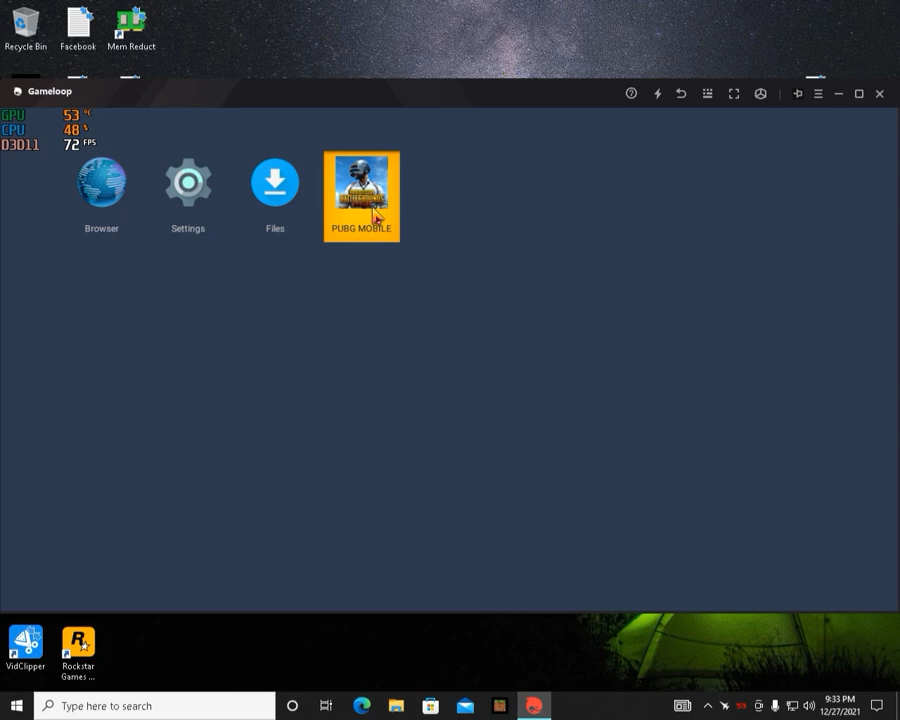 Recycle Bin
Facebook
Mem Reduct
Gameloop
GPU 53 °C
CPU 48 %
D3D11 72 FPS
Browser
Settings
Files
PUBG MOBILE
VidClipper
Rockstar
Games ...
Type here to search
53
9:33 PM
12/27/2021